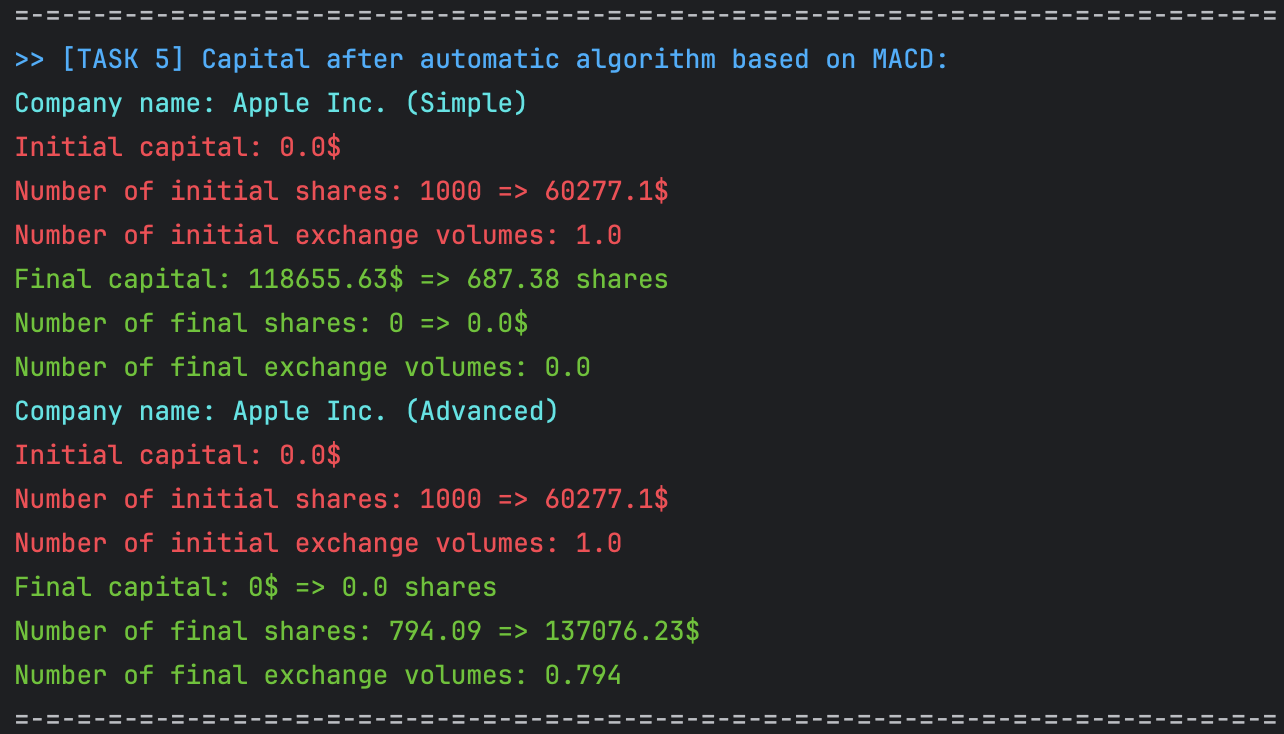 =-=-=-=-=-=-=-=-=-=-=-=-=-=-=-=-=-=-=-=-=-=-=-=-=-=-=-=-=-=-=-=-=-=-=-=-=-=-=-=-=
>> [TASK 5] Capital after automatic algorithm based on MACD:
Company name: Apple Inc. (Simple)
Initial capital: 0.0$
Number of initial shares: 1000 => 60277.1$
Number of initial exchange volumes: 1.0
Final capital: 118655.63$ => 687.38 shares
Number of final shares: 0 => 0.0$
Number of final exchange volumes: 0.0
Company name: Apple Inc. (Advanced)
Initial capital: 0.0$
Number of initial shares: 1000 => 60277.1$
Number of initial exchange volumes: 1.0
Final capital: 0$ => 0.0 shares
Number of final shares: 794.09 => 137076.23$
Number of final exchange volumes: 0.794
=-=-=-=-=-=-=-=-=-=-=-=-=-=-=-=-=-=-=-=-=-=-=-=-=-=-=-=-=-=-=-=-=-=-=-=-=-=-=-=-=